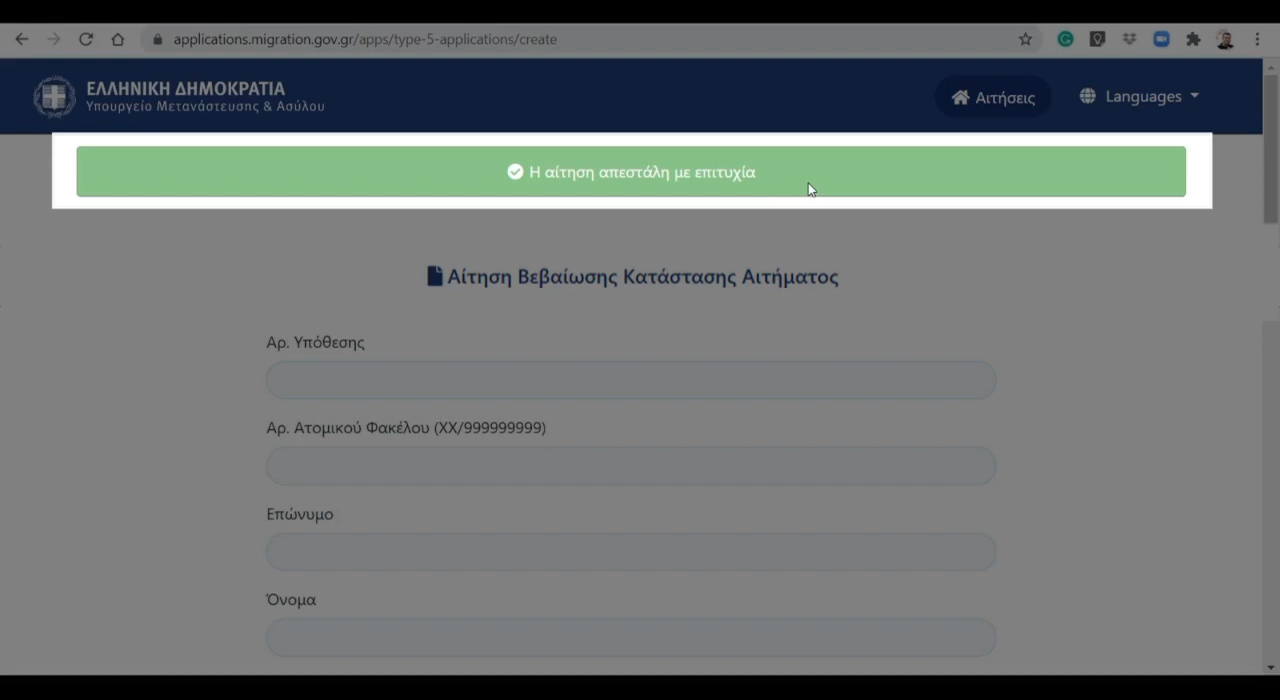 applications.migration.gov.gr/apps/type-5-applications/create
ΕΛΛΗΝΙΚΗ ΔΗΜΟΚΡΑΤΙΑ
Υπουργείο Μετανάστευσης & Ασύλου
Αιτήσεις
Languages
Η αίτηση απεστάλη με επιτυχία
Αίτηση Βεβαίωσης Κατάστασης Αιτήματος
Αρ. Υπόθεσης
Αρ. Ατομικού Φακέλου (ΧΧ/999999999)
Επώνυμο
Όνομα